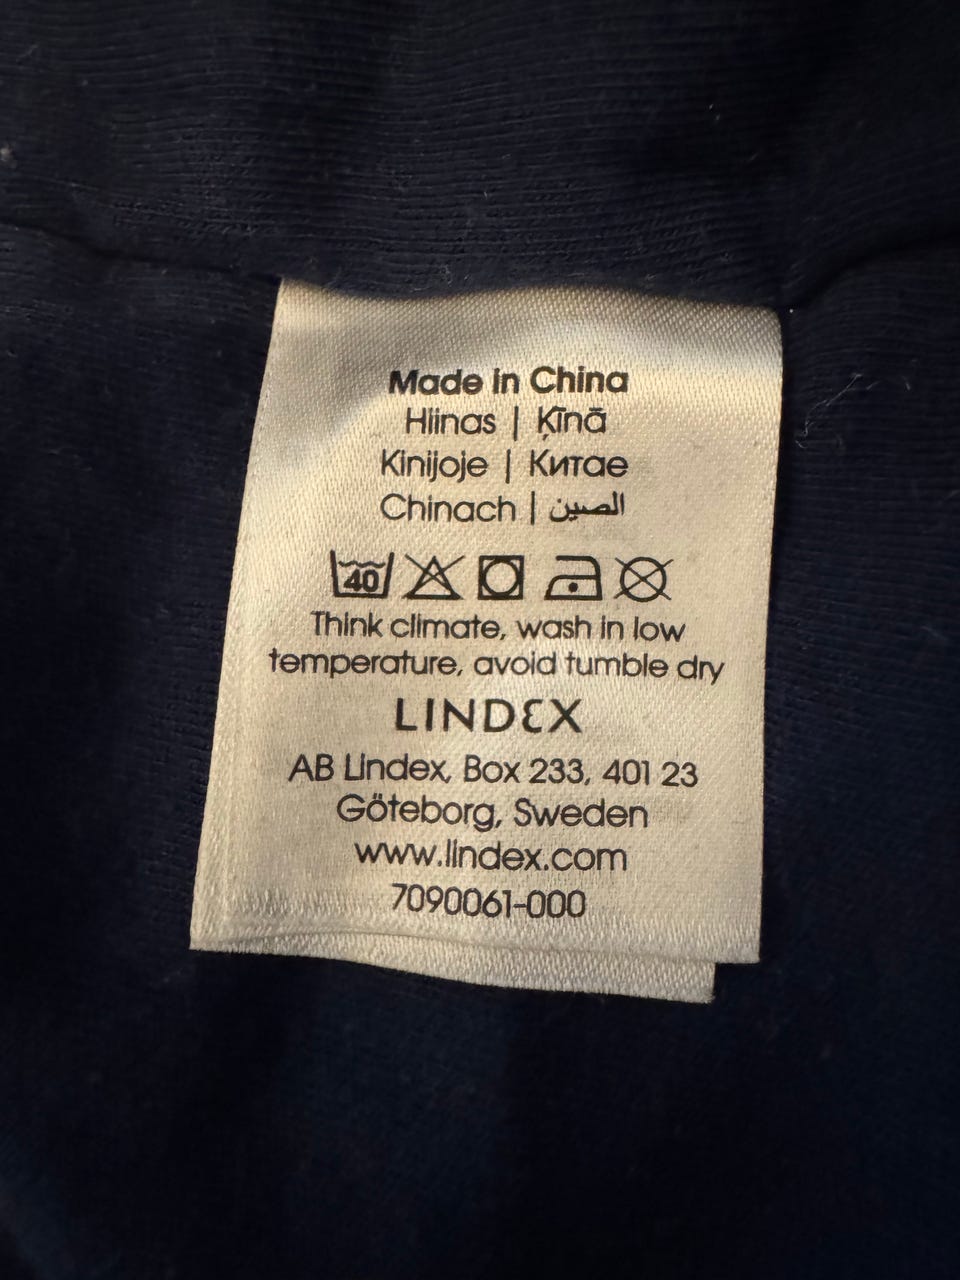 Made in China
Hiinas | Ķīnā
Kinijoje | Китае
Chinach | الصين
40
Think climate, wash in low
temperature, avoid tumble dry
LINDEX
AB Lindex, Box 233, 401 23
Göteborg, Sweden
www.lindex.com
7090061-000